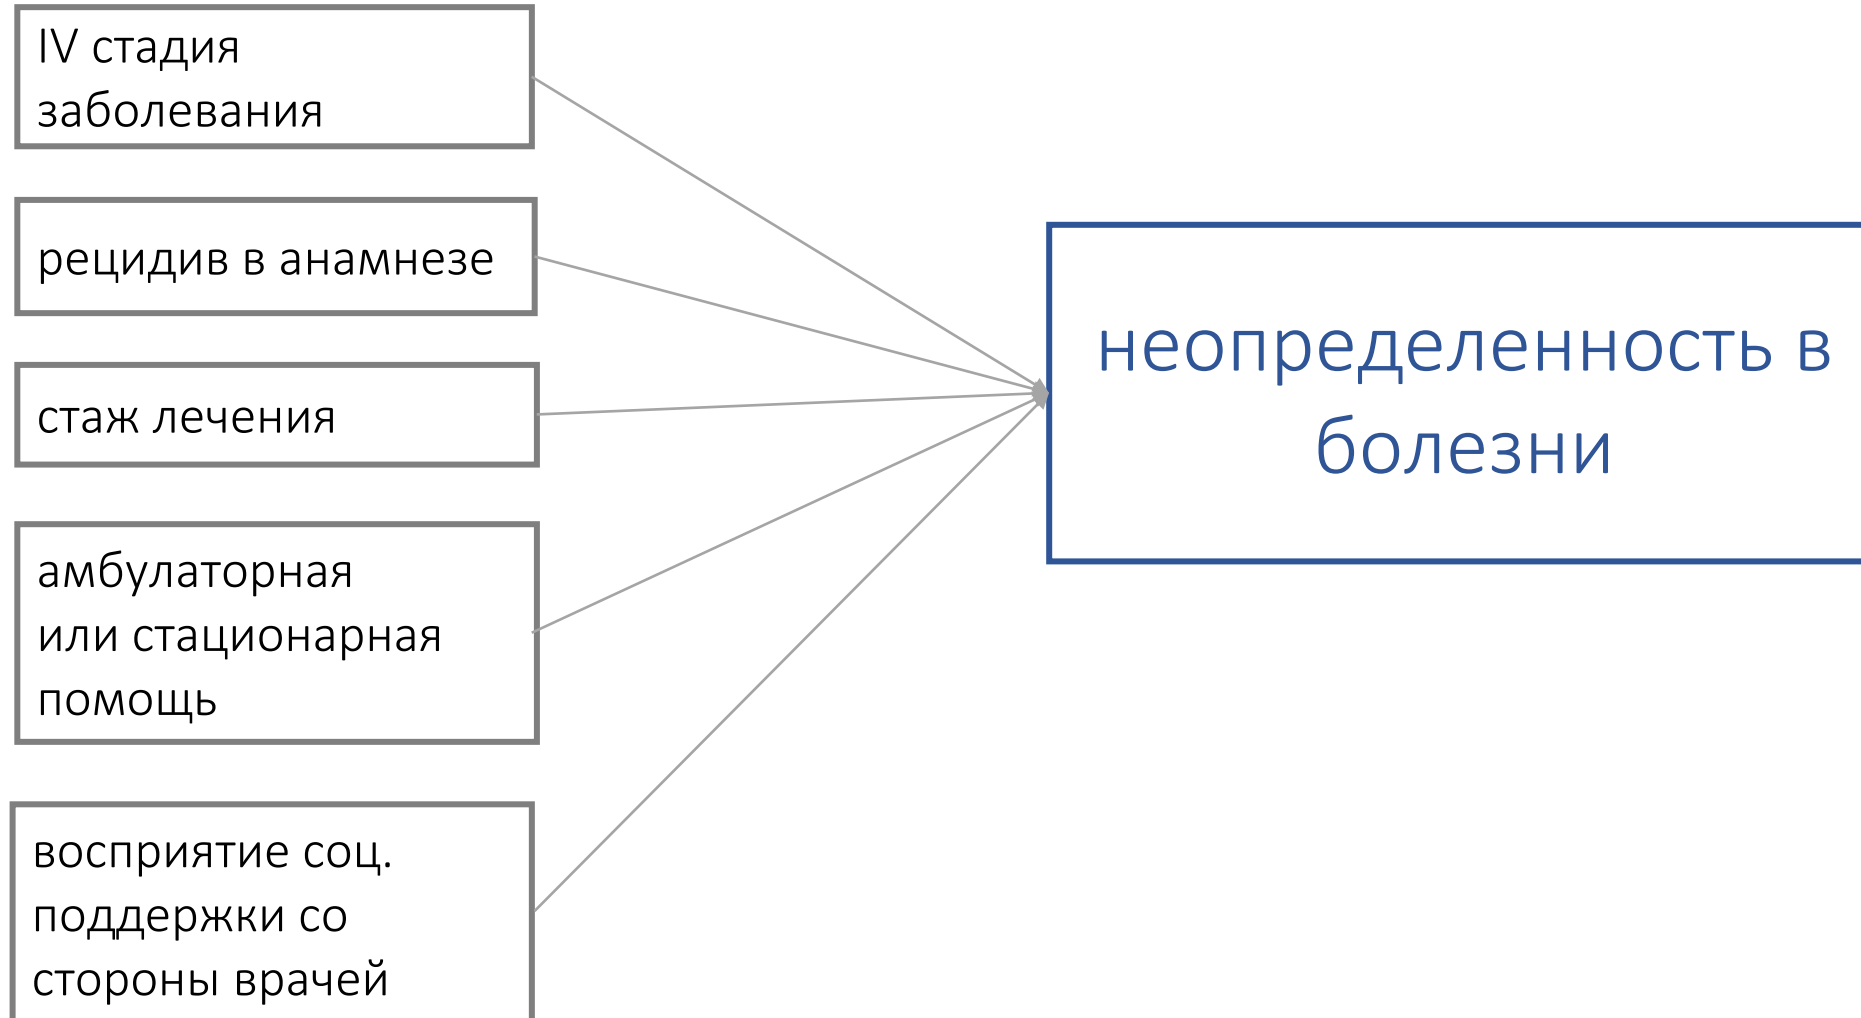 IV стадия
заболевания
рецидив в анамнезе
стаж лечения
амбулаторная
или стационарная
помощь
восприятие соц.
поддержки со
стороны врачей
неопределенность в
болезни